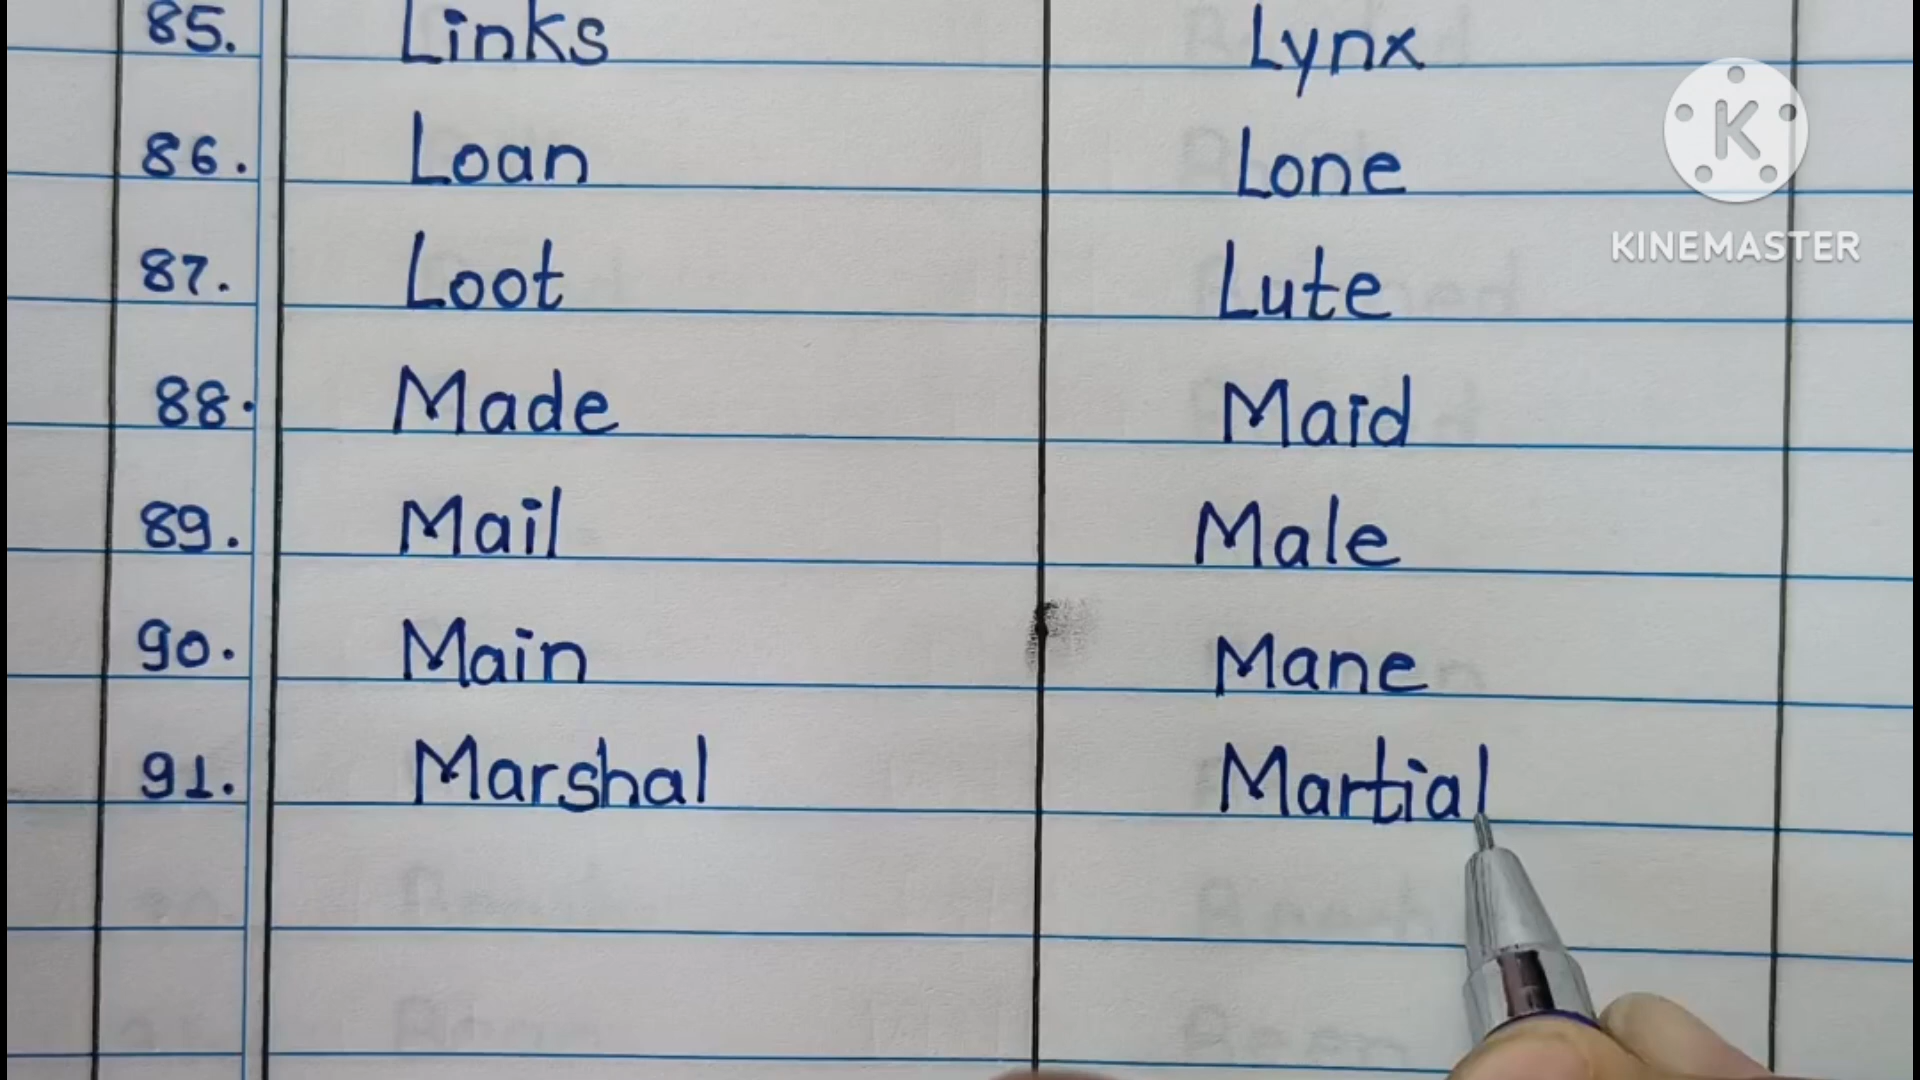 85. Links Lynx
86. Loan Lone
87. Loot Lute
88. Made Maid
89. Mail Male
90. Main Mane
91. Marshal Martial
K
KINEMASTER